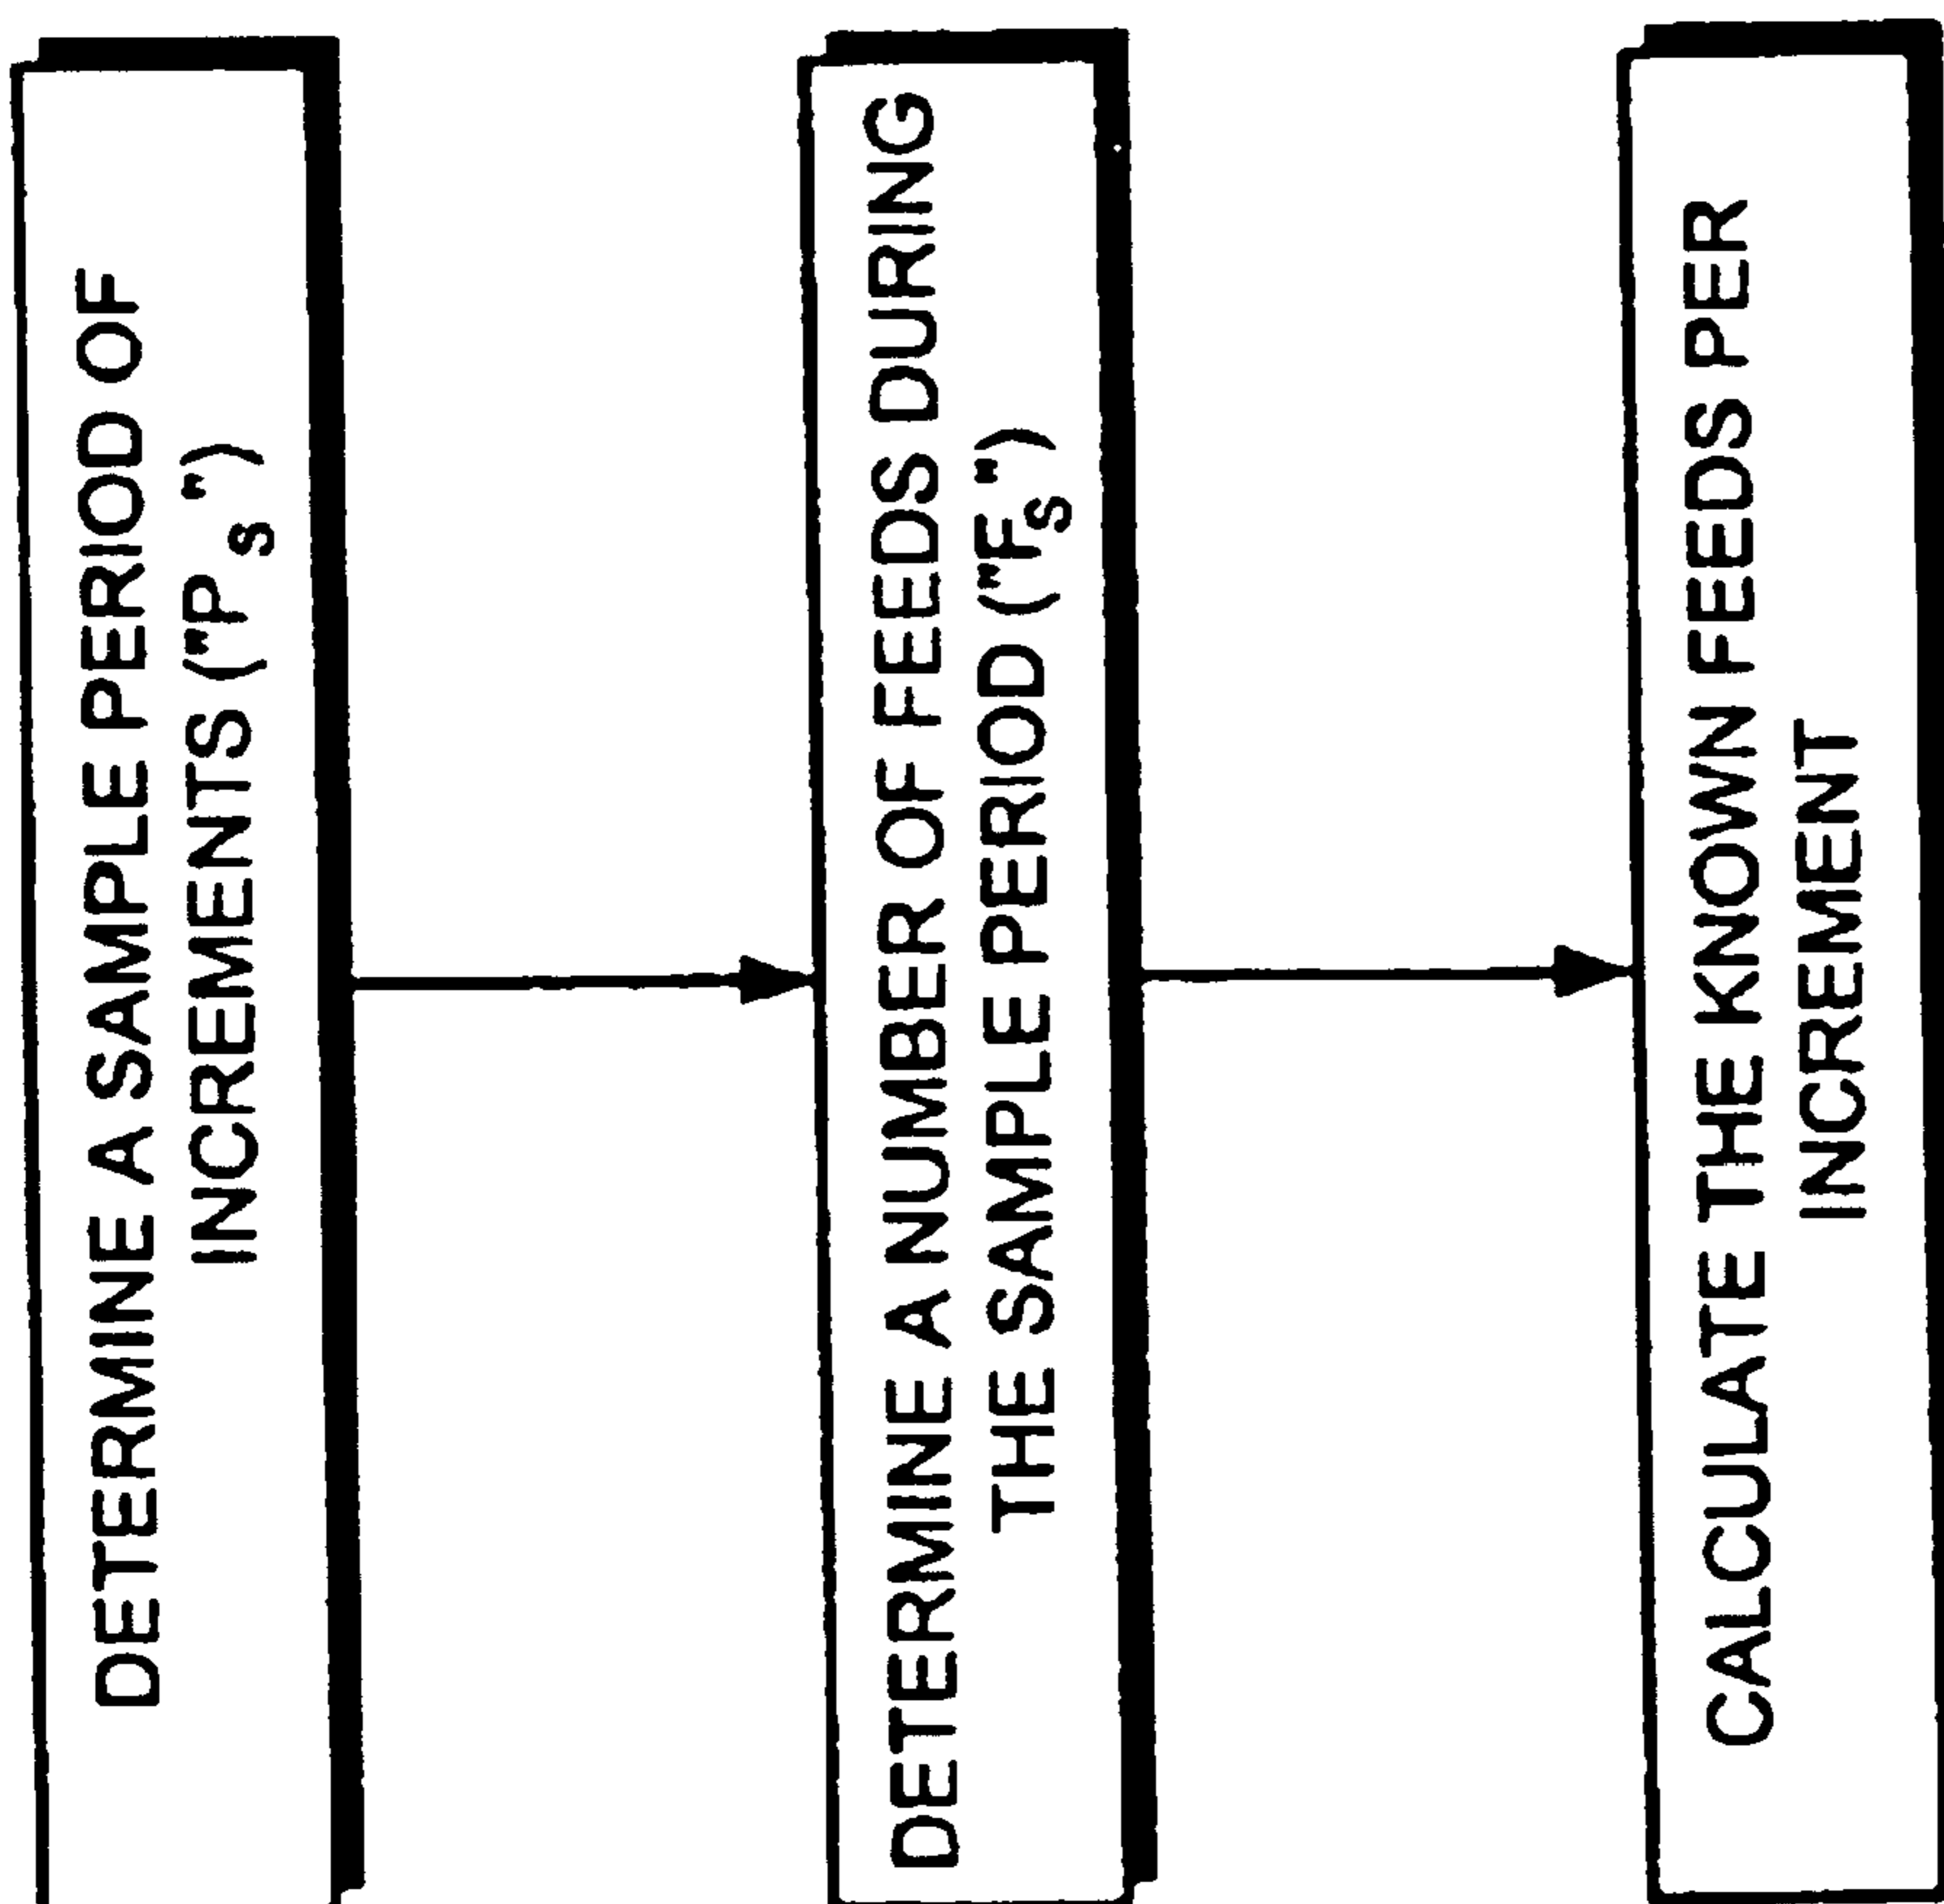 DETERMINE A SAMPLE PERIOD OF
INCREMENTS ("Ps")
DETERMINE A NUMBER OF FEEDS DURING
THE SAMPLE PERIOD ("Fs")
CALCULATE THE KNOWN FEEDS PER
INCREMENT